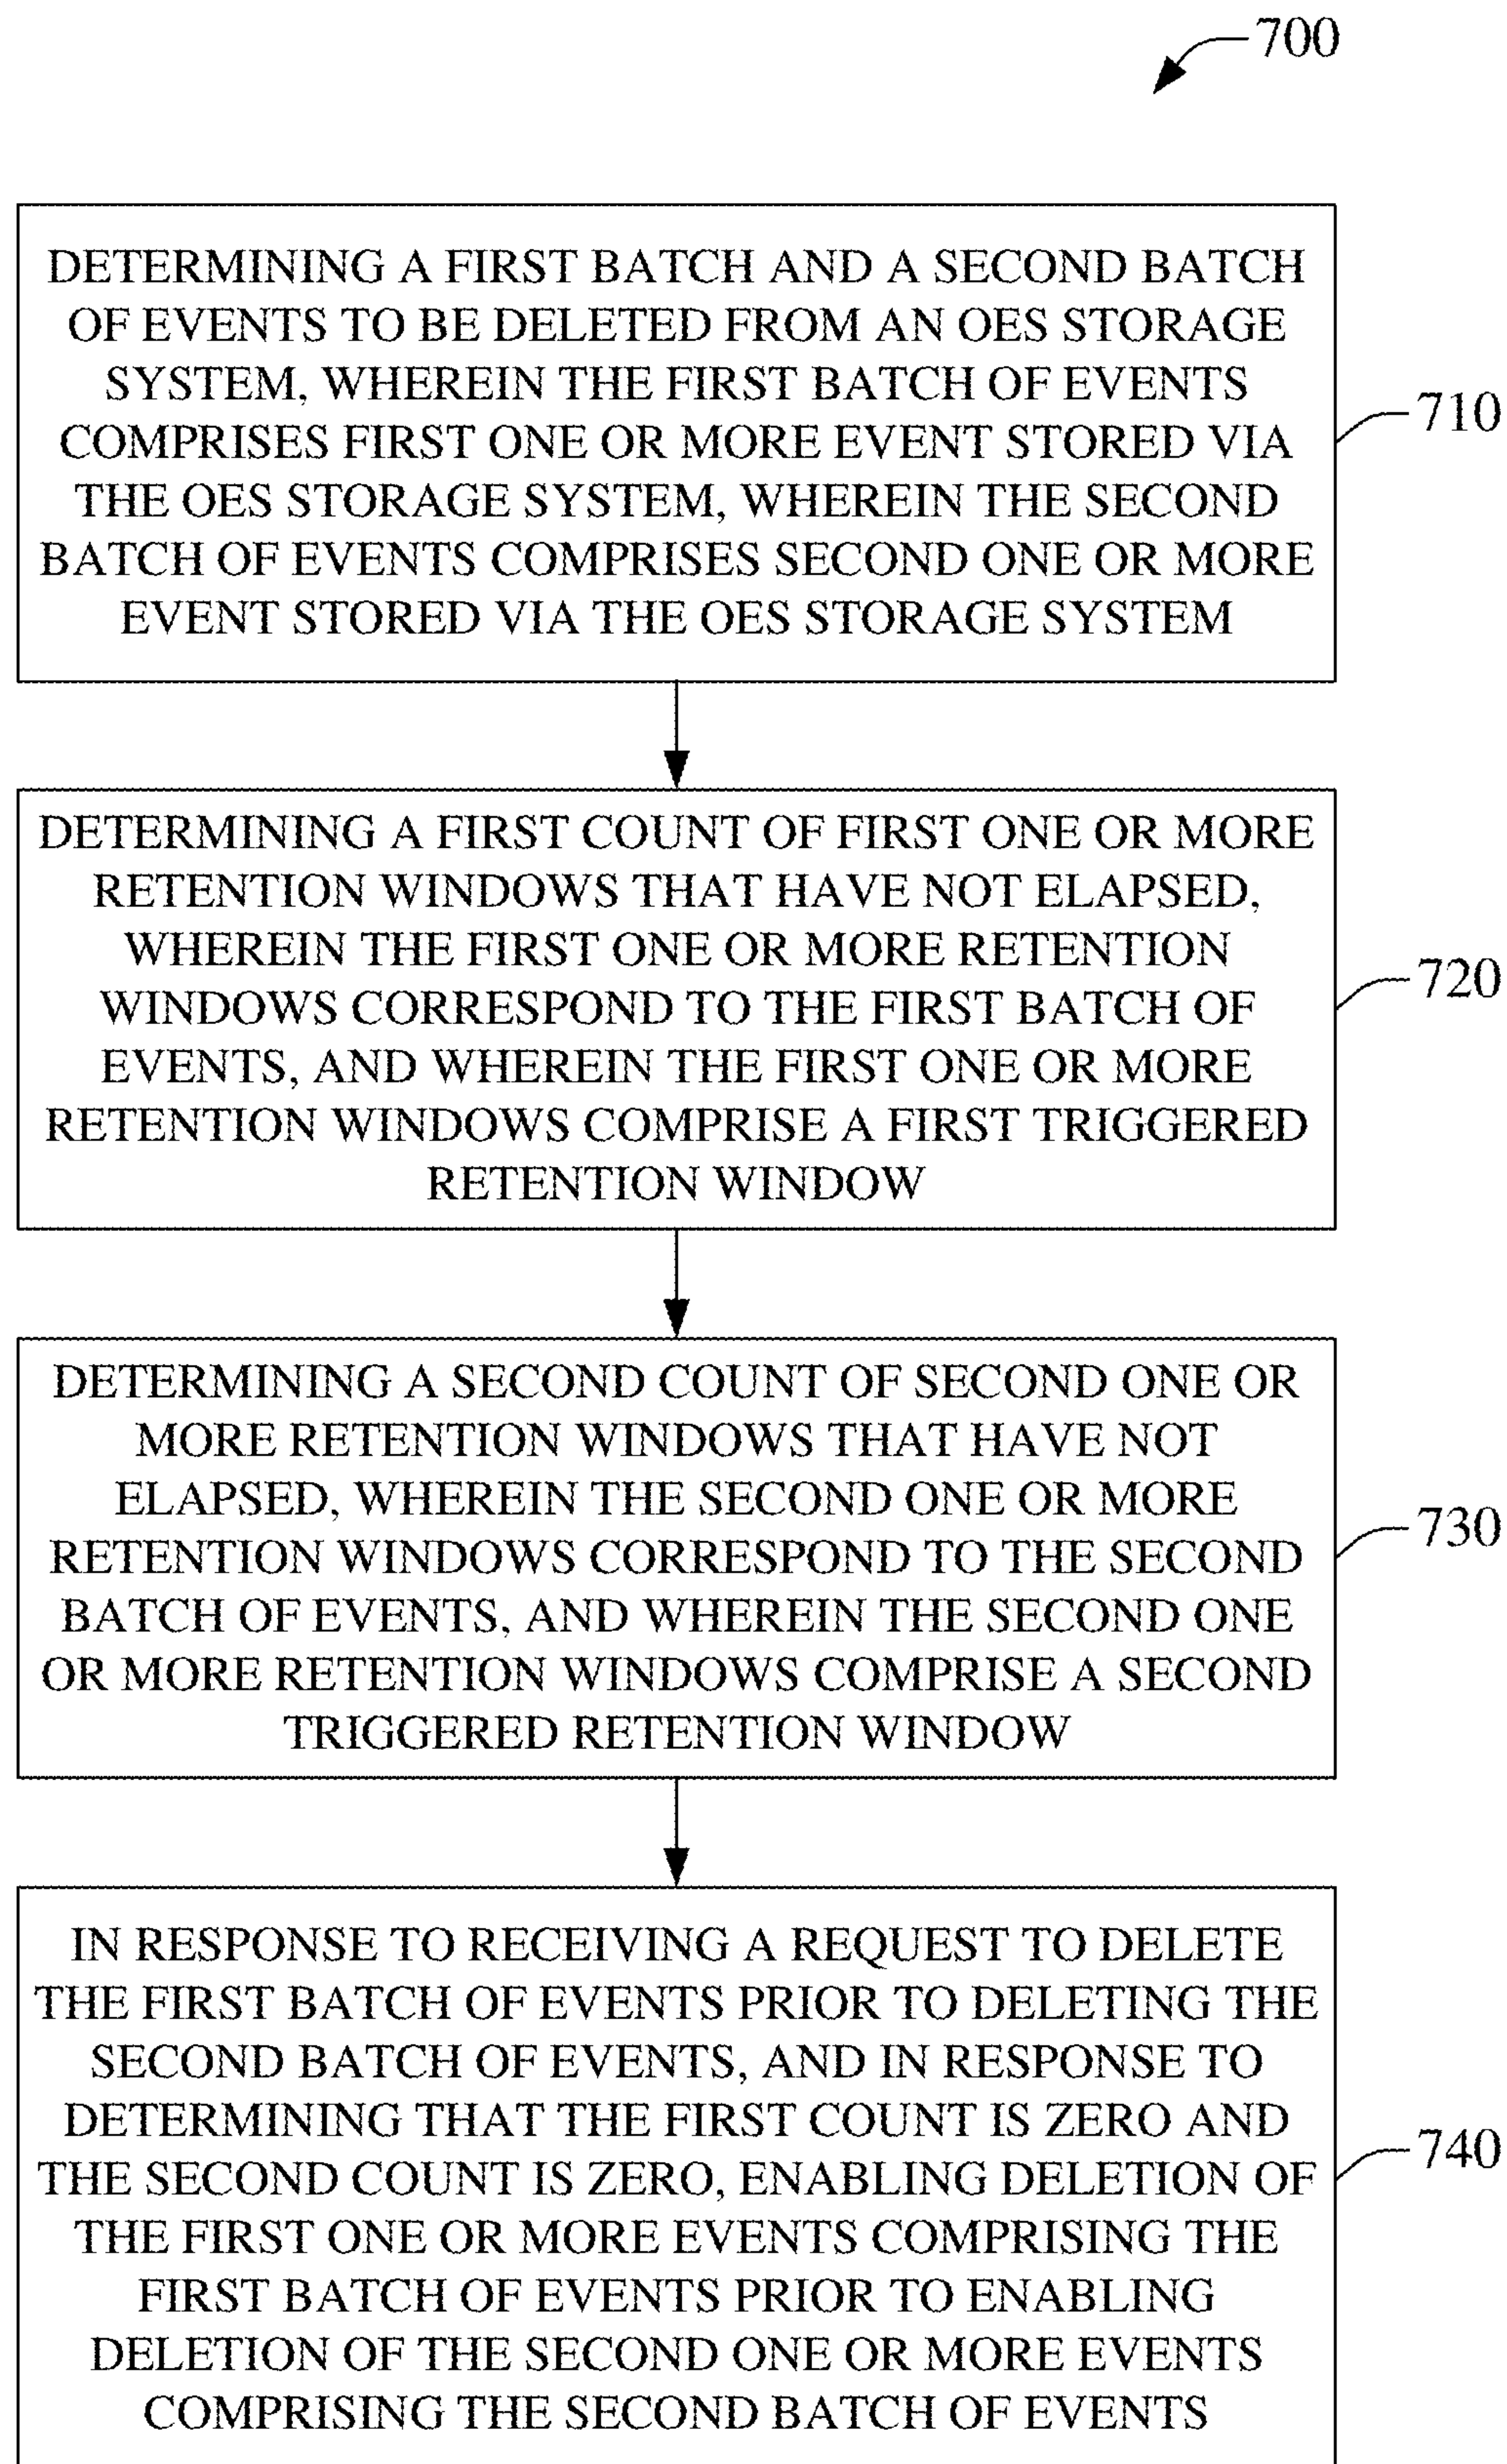 700
DETERMINING A FIRST BATCH AND A SECOND BATCH
OF EVENTS TO BE DELETED FROM AN OES STORAGE
SYSTEM, WHEREIN THE FIRST BATCH OF EVENTS
COMPRISES FIRST ONE OR MORE EVENT STORED VIA
THE OES STORAGE SYSTEM, WHEREIN THE SECOND
BATCH OF EVENTS COMPRISES SECOND ONE OR MORE
EVENT STORED VIA THE OES STORAGE SYSTEM
710
DETERMINING A FIRST COUNT OF FIRST ONE OR MORE
RETENTION WINDOWS THAT HAVE NOT ELAPSED,
WHEREIN THE FIRST ONE OR MORE RETENTION
WINDOWS CORRESPOND TO THE FIRST BATCH OF
EVENTS, AND WHEREIN THE FIRST ONE OR MORE
RETENTION WINDOWS COMPRISE A FIRST TRIGGERED
RETENTION WINDOW
720
DETERMINING A SECOND COUNT OF SECOND ONE OR
MORE RETENTION WINDOWS THAT HAVE NOT
ELAPSED, WHEREIN THE SECOND ONE OR MORE
RETENTION WINDOWS CORRESPOND TO THE SECOND
BATCH OF EVENTS, AND WHEREIN THE SECOND ONE
OR MORE RETENTION WINDOWS COMPRISE A SECOND
TRIGGERED RETENTION WINDOW
730
IN RESPONSE TO RECEIVING A REQUEST TO DELETE
THE FIRST BATCH OF EVENTS PRIOR TO DELETING THE
SECOND BATCH OF EVENTS, AND IN RESPONSE TO
DETERMINING THAT THE FIRST COUNT IS ZERO AND
THE SECOND COUNT IS ZERO, ENABLING DELETION OF
THE FIRST ONE OR MORE EVENTS COMPRISING THE
FIRST BATCH OF EVENTS PRIOR TO ENABLING
DELETION OF THE SECOND ONE OR MORE EVENTS
COMPRISING THE SECOND BATCH OF EVENTS
740